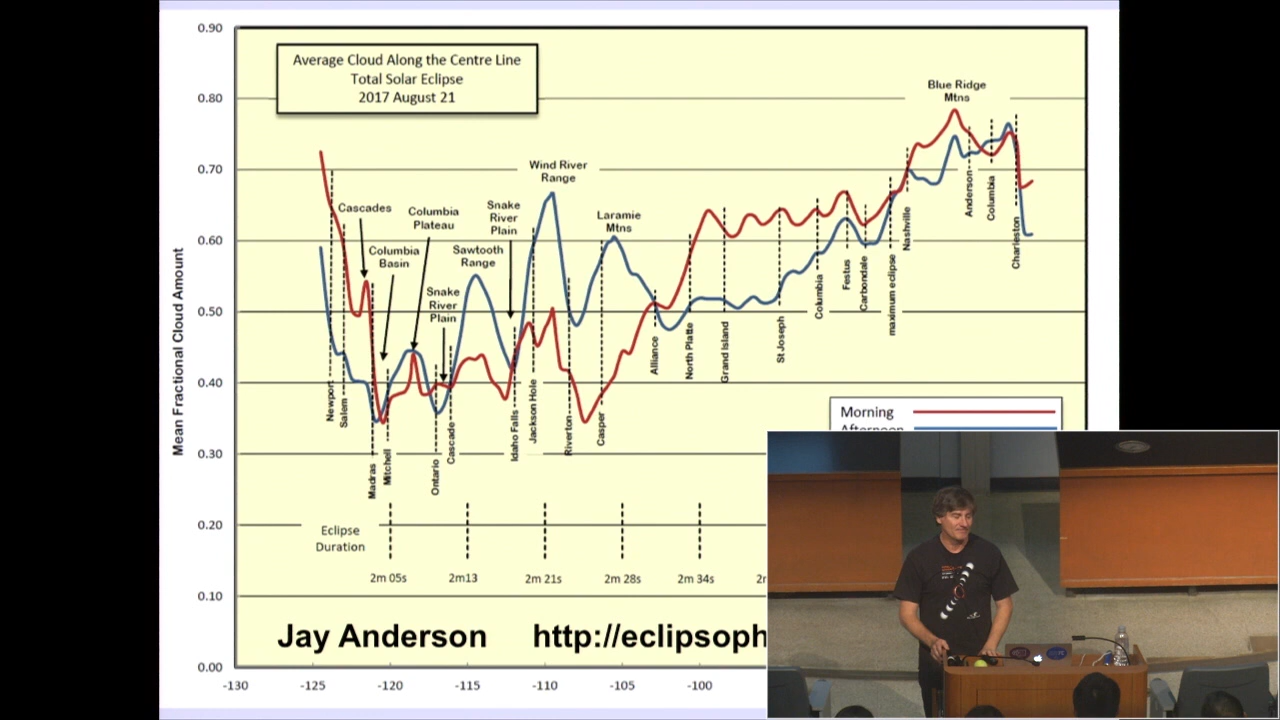 Average Cloud Along the Centre Line
Total Solar Eclipse
2017 August 21
Mean Fractional Cloud Amount
0.90
0.80
0.70
0.60
0.50
0.40
0.30
0.20
0.10
0.00
Cascades
Columbia
Basin
Columbia
Plateau
Snake
River
Plain
Sawtooth
Range
Snake
River
Plain
Wind River
Range
Laramie
Mtns
Blue Ridge
Mtns
Newport
Salem
Madras
Mitchell
Ontario
Cascade
Idaho Falls
Jackson Hole
Riverton
Casper
Alliance
North Platte
Grand Island
St Joseph
Columbia
Festus
Carbondale
maximum eclipse
Nashville
Anderson
Columbia
Charleston
Morning
Afternoon
Eclipse
Duration
2m 05s
2m13
2m 21s
2m 28s
2m 34s
Jay Anderson http://eclipsoph
-130
-125
-120
-115
-110
-105
-100